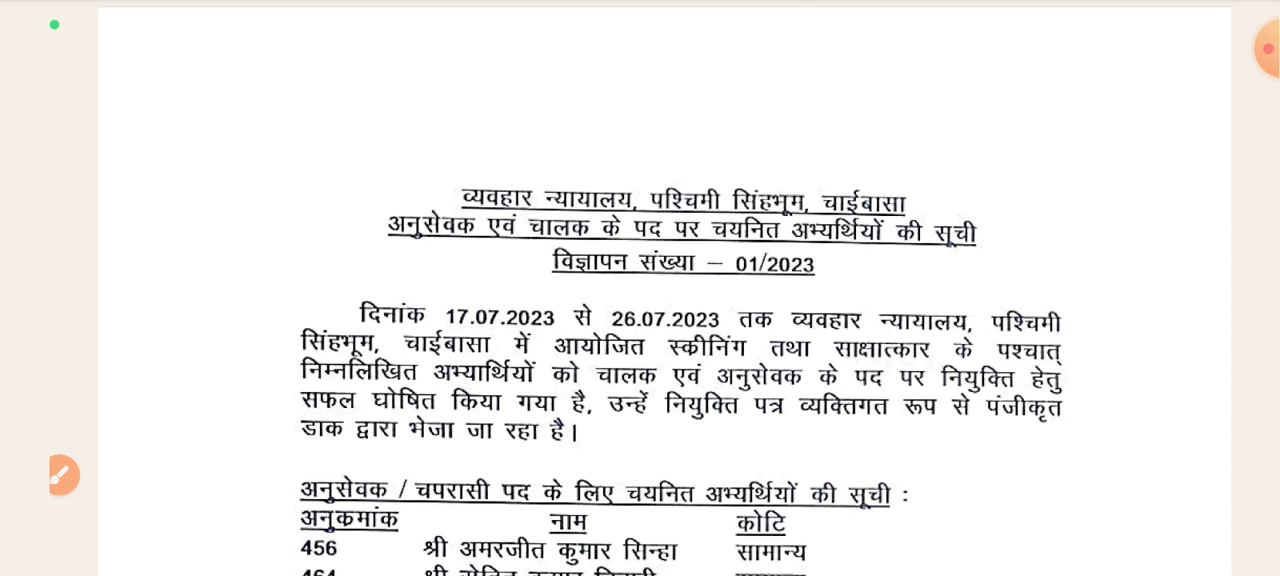 व्यवहार न्यायालय, पश्चिमी सिंहभूम, चाईबासा
अनुसेवक एवं चालक के पद पर चयनित अभ्यर्थियों की सूची
विज्ञापन संख्या – 01/2023
दिनांक 17.07.2023 से 26.07.2023 तक व्यवहार न्यायालय, पश्चिमी
सिंहभूम, चाईबासा में आयोजित स्कीनिंग तथा साक्षात्कार के पश्चात्
निम्नलिखित अभ्यार्थियों को चालक एवं अनुसोवक के पद पर नियुक्ति हेतु
सफल घोषित किया गया है, उन्हें नियुक्ति पत्र व्यक्तिगत रूप से पंजीकृत
डाक द्वारा भेजा जा रहा है।
अनुसेवक / चपरासी पद के लिए चयनित अभ्यर्थियों की सूची :
अनुकमांक नाम कोटि
456 श्री अमरजीत कुमार सिन्हा सामान्य